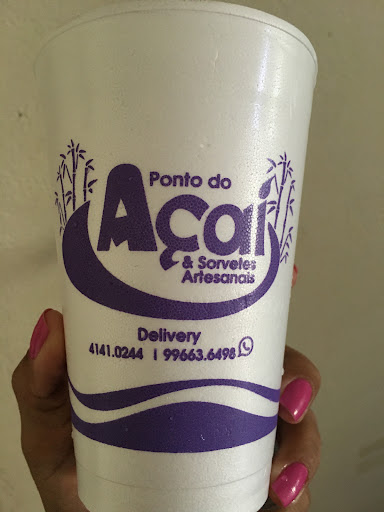 Ponto do
Açaí
& Sorvetes
Artesanais
Delivery
4141.0244 | 99663.6498